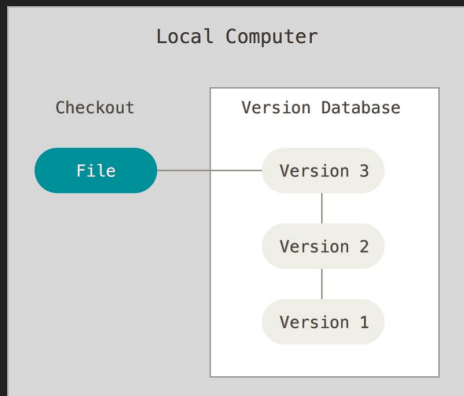 Local Computer
Checkout
Version Database
File
Version 3
Version 2
Version 1